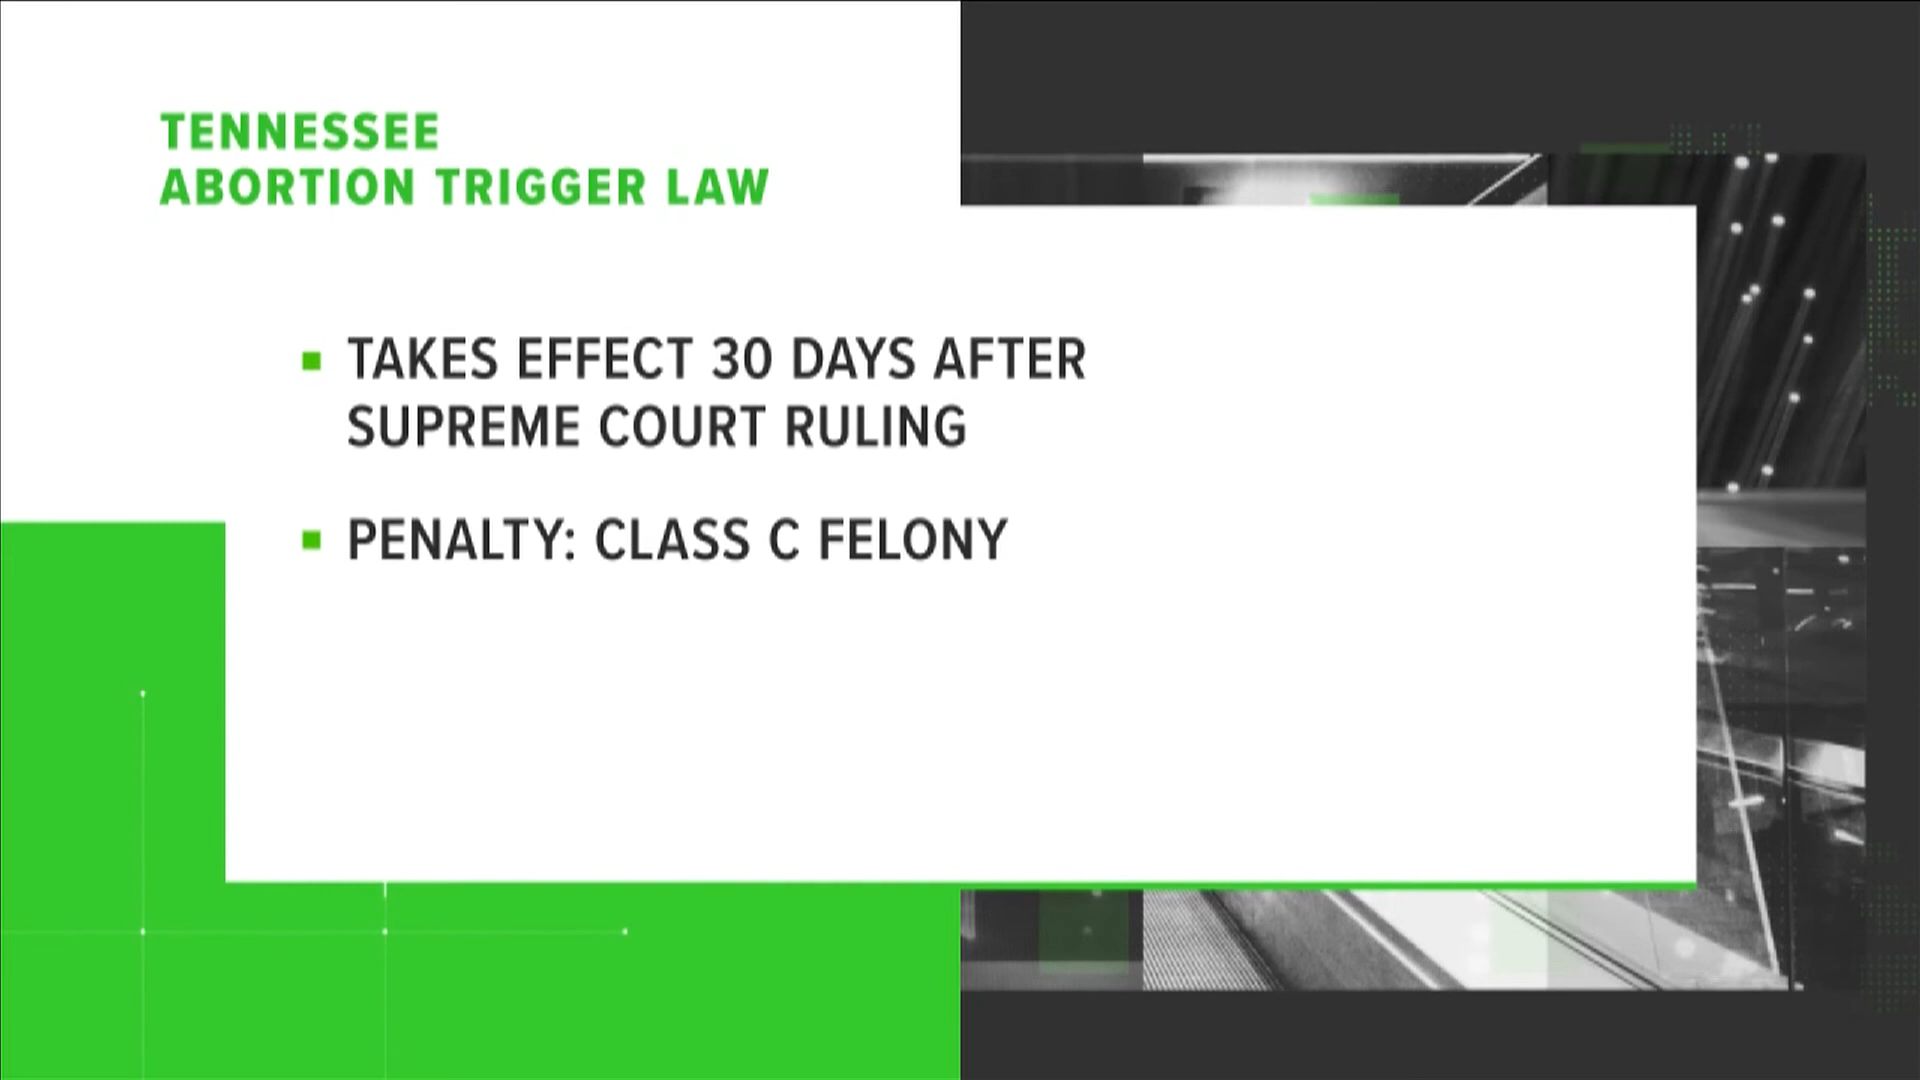 TENNESSEE
ABORTION TRIGGER LAW
TAKES EFFECT 30 DAYS AFTER
SUPREME COURT RULING
PENALTY: CLASS C FELONY